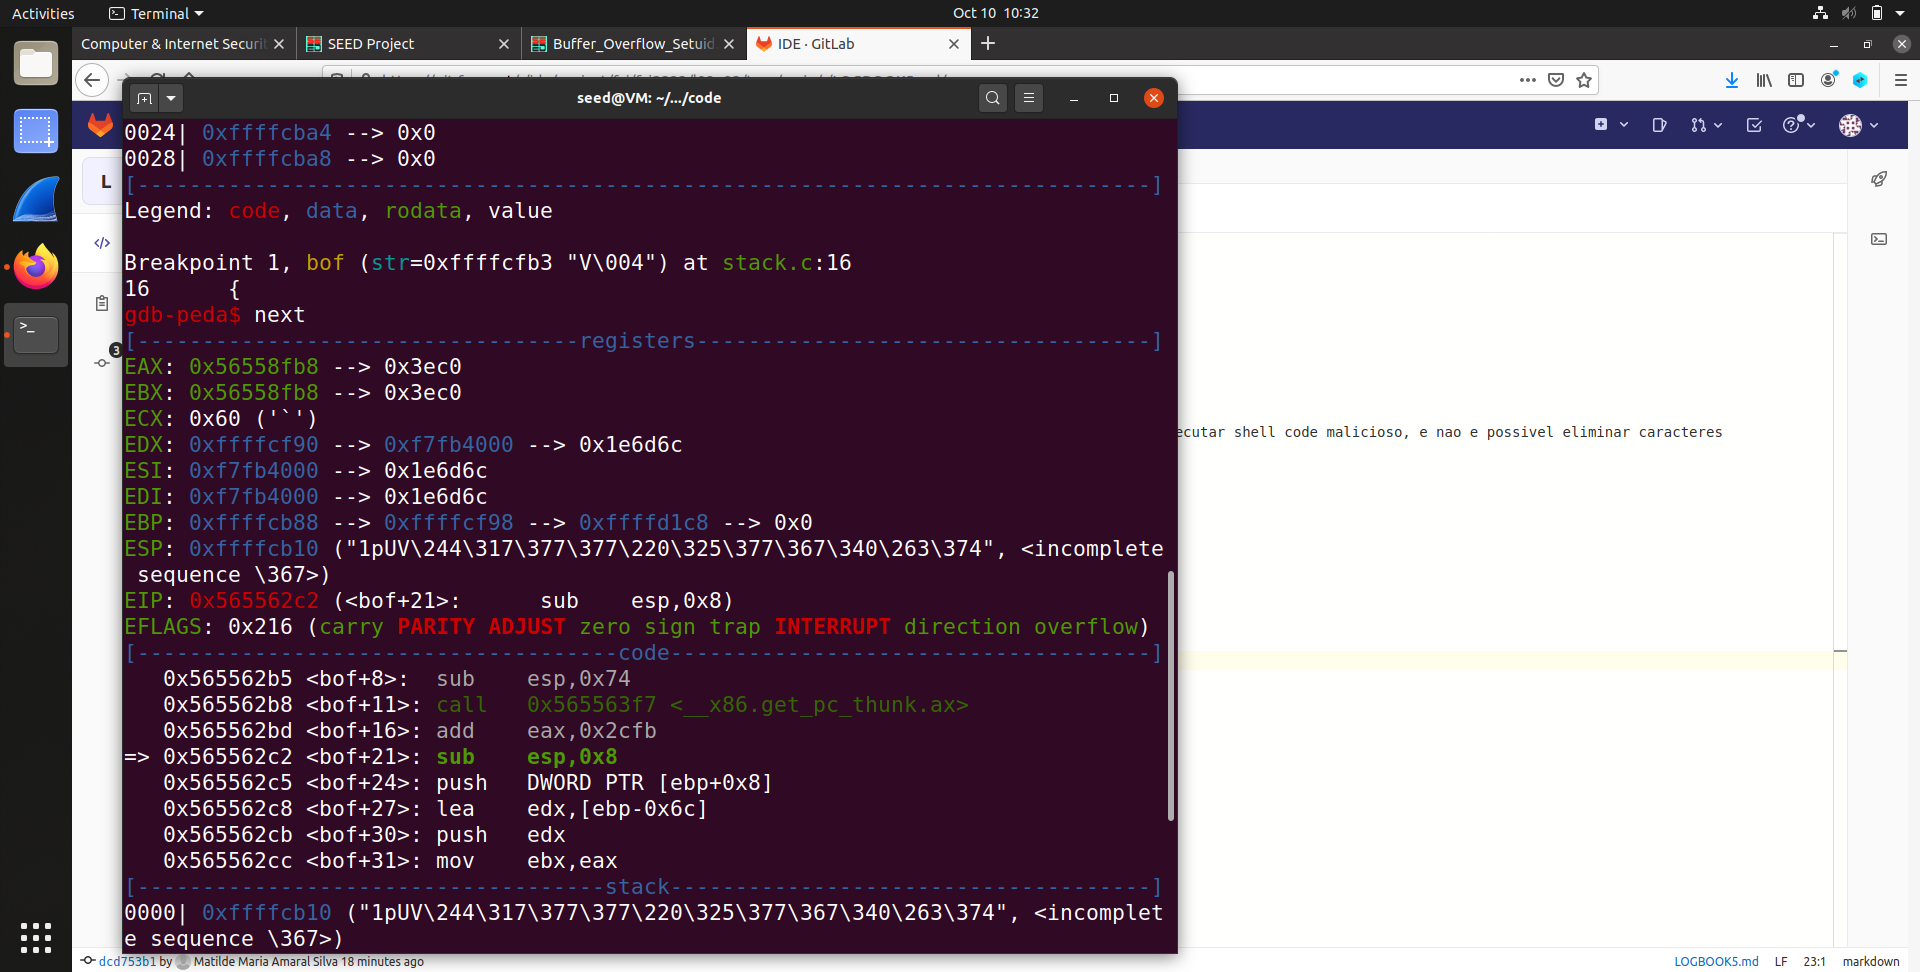 Activities
Terminal
Oct 10 10:32
Computer & Internet Securi
SEED Project
Buffer_Overflow_Setuid
IDE · GitLab
seed@VM: ~/.../code
L
3
0024| 0xffffcba4 --> 0x0
0028| 0xffffcba8 --> 0x0
[------------------------------------------------------------------------------]
Legend: code, data, rodata, value
Breakpoint 1, bof (str=0xffffcfb3 "V\004") at stack.c:16
16      {
gdb-peda$ next
[----------------------------------registers-----------------------------------]
EAX: 0x56558fb8 --> 0x3ec0
EBX: 0x56558fb8 --> 0x3ec0
ECX: 0x60 ('`')
EDX: 0xffffcf90 --> 0xf7fb4000 --> 0x1e6d6c
ESI: 0xf7fb4000 --> 0x1e6d6c
EDI: 0xf7fb4000 --> 0x1e6d6c
EBP: 0xffffcb88 --> 0xffffcf98 --> 0xffffd1c8 --> 0x0
ESP: 0xffffcb10 ("1pUV\244\317\377\377\220\325\377\367\340\263\374", <incomplete
 sequence \367>)
EIP: 0x565562c2 (<bof+21>:      sub    esp,0x8)
EFLAGS: 0x216 (carry PARITY ADJUST zero sign trap INTERRUPT direction overflow)
[-------------------------------------code-------------------------------------]
   0x565562b5 <bof+8>:  sub    esp,0x74
   0x565562b8 <bof+11>: call   0x565563f7 <__x86.get_pc_thunk.ax>
   0x565562bd <bof+16>: add    eax,0x2cfb
=> 0x565562c2 <bof+21>: sub    esp,0x8
   0x565562c5 <bof+24>: push   DWORD PTR [ebp+0x8]
   0x565562c8 <bof+27>: lea    edx,[ebp-0x6c]
   0x565562cb <bof+30>: push   edx
   0x565562cc <bof+31>: mov    ebx,eax
[------------------------------------stack-------------------------------------]
0000| 0xffffcb10 ("1pUV\244\317\377\377\220\325\377\367\340\263\374", <incomplet
e sequence \367>)
ecutar shell code malicioso, e nao e possivel eliminar caracteres
dcd753b1 by Matilde Maria Amaral Silva 18 minutes ago
LOGBOOK5.md LF 23:1 markdown